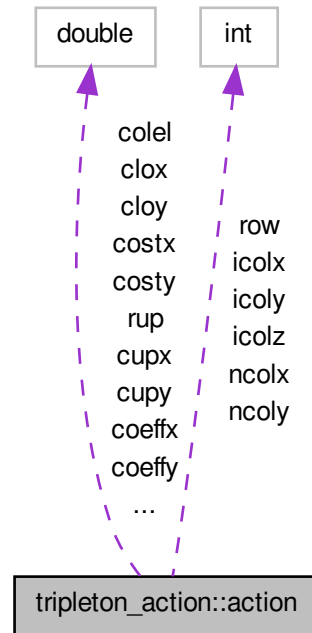 double
int
colel
clox
cloy
costx
costy
rup
cupx
cupy
coeffx
coeffy
...
row
icolx
icoly
icolz
ncolx
ncoly
tripleton_action::action